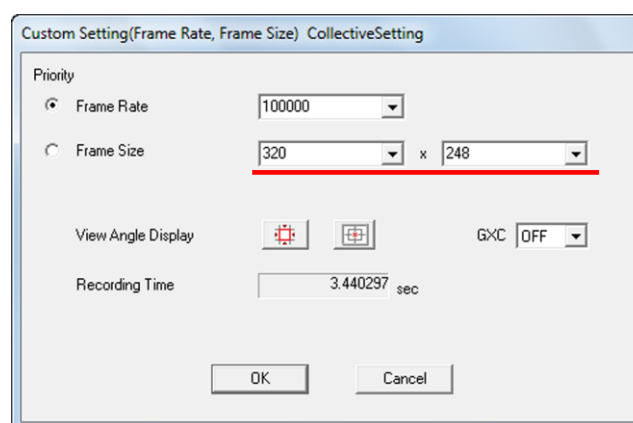 Custom Setting(Frame Rate, Frame Size) CollectiveSetting
Priority
Frame Rate 100000
Frame Size 320 x 248
View Angle Display GXC OFF
Recording Time 3.440297 sec
OK Cancel